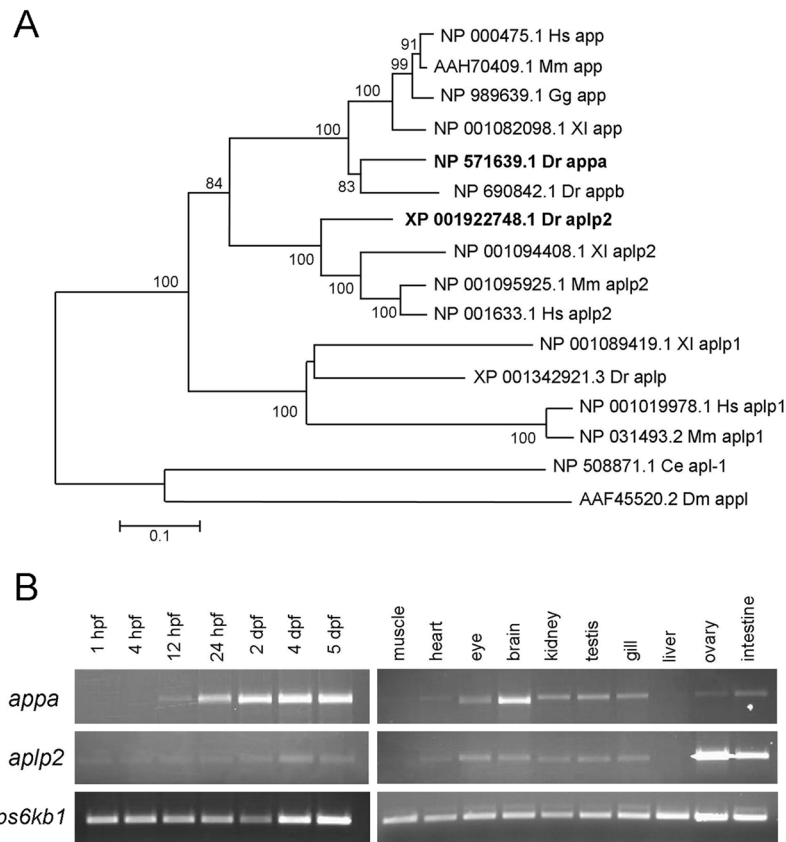 A
NP 000475.1 Hs app
AAH70409.1 Mm app
NP 989639.1 Gg app
NP 001082098.1 Xl app
NP 571639.1 Dr appa
NP 690842.1 Dr appb
XP 001922748.1 Dr aplp2
NP 001094408.1 Xl aplp2
NP 001095925.1 Mm aplp2
NP 001633.1 Hs aplp2
NP 001089419.1 Xl aplp1
XP 001342921.3 Dr aplp
NP 001019978.1 Hs aplp1
NP 031493.2 Mm aplp1
NP 508871.1 Ce apl-1
AAF45520.2 Dm appl
91
99
100
100
83
84
100
100
100
100
100
100
0.1
B
1 hpf 4 hpf 12 hpf 24 hpf 2 dpf 4 dpf 5 dpf muscle heart eye brain kidney testis gill liver ovary intestine
appa
aplp2
ps6kb1